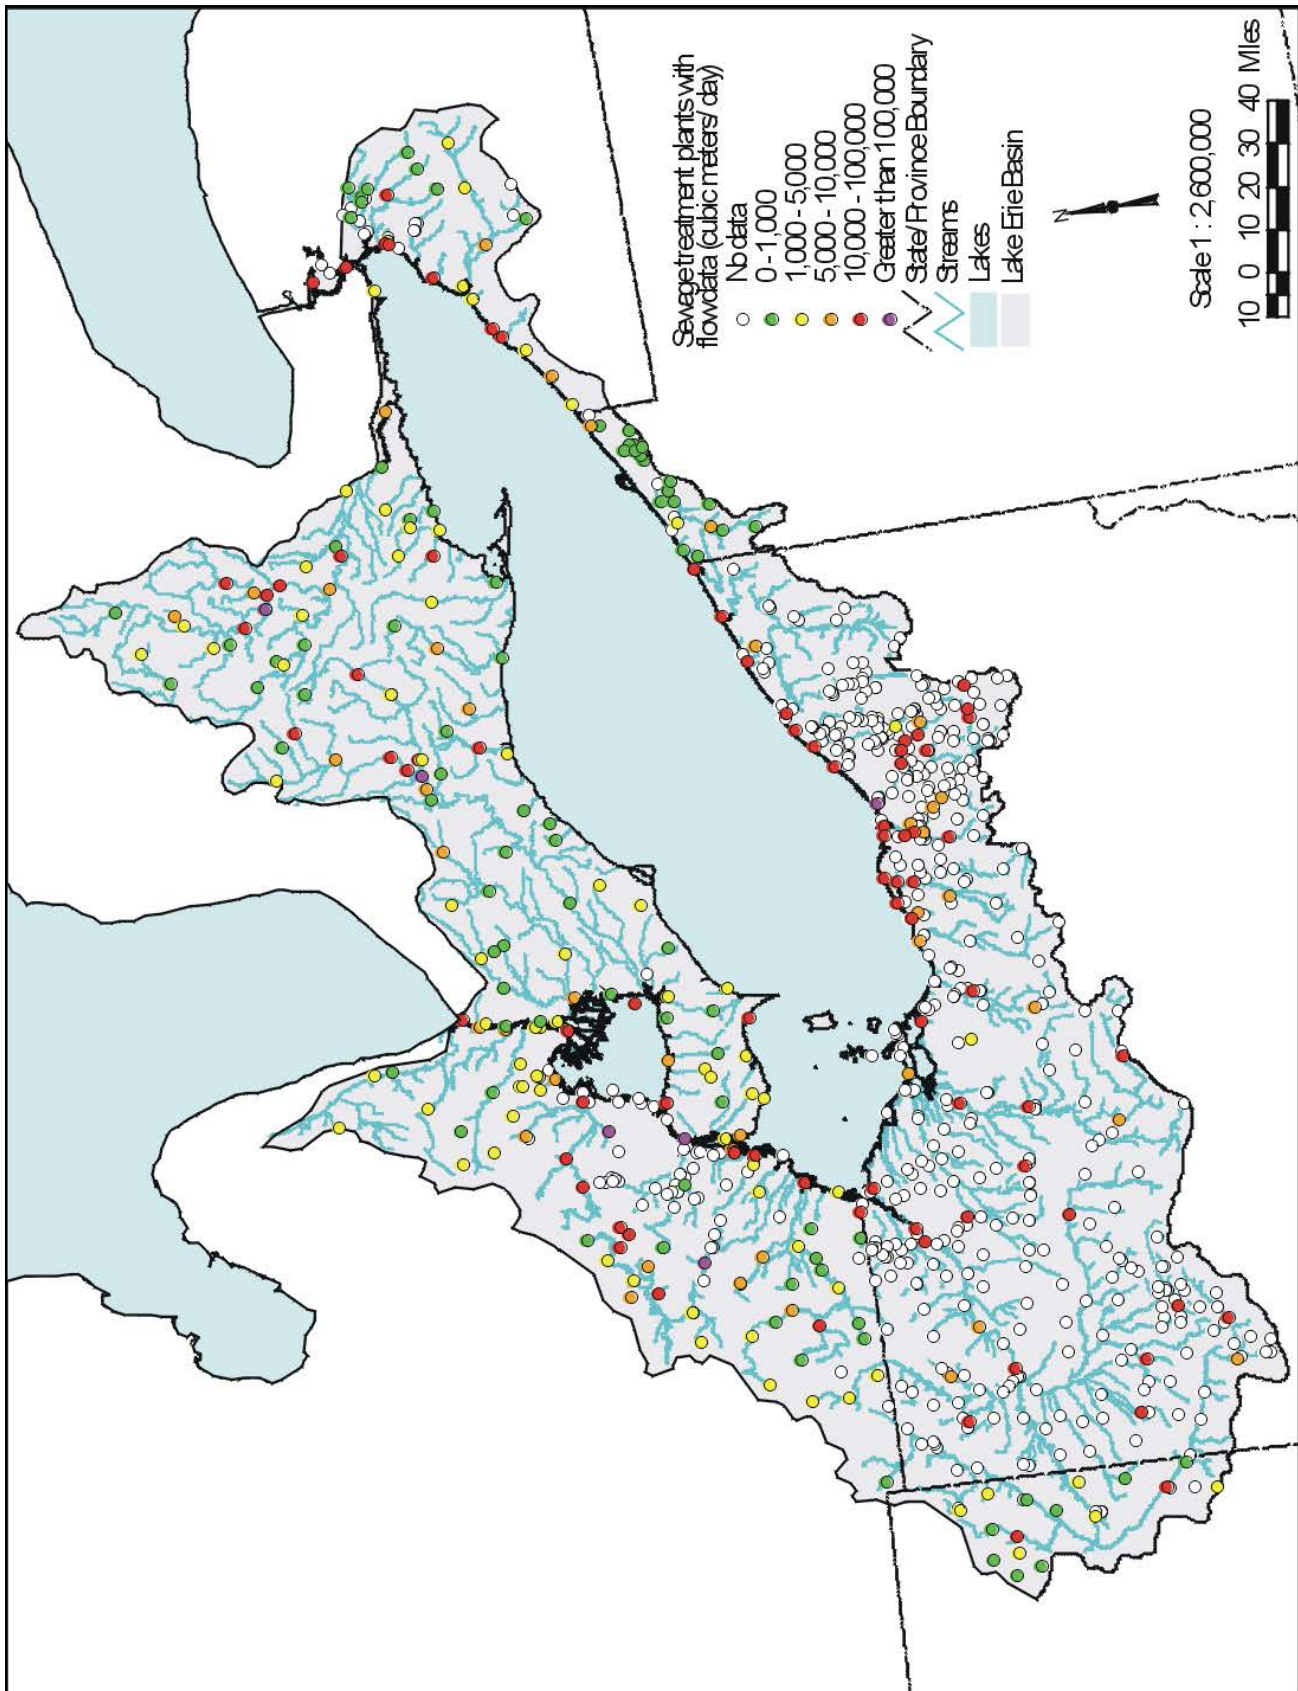 Sewage treatment plants with
flow data (cubic meters/ day)
No data
0 - 1,000
1,000 - 5,000
5,000 - 10,000
10,000 - 100,000
Greater than 100,000
State/ Province Boundary
Streams
Lakes
Lake Erie Basin
N
Scale 1 : 2,600,000
10 0 10 20 30 40 Miles